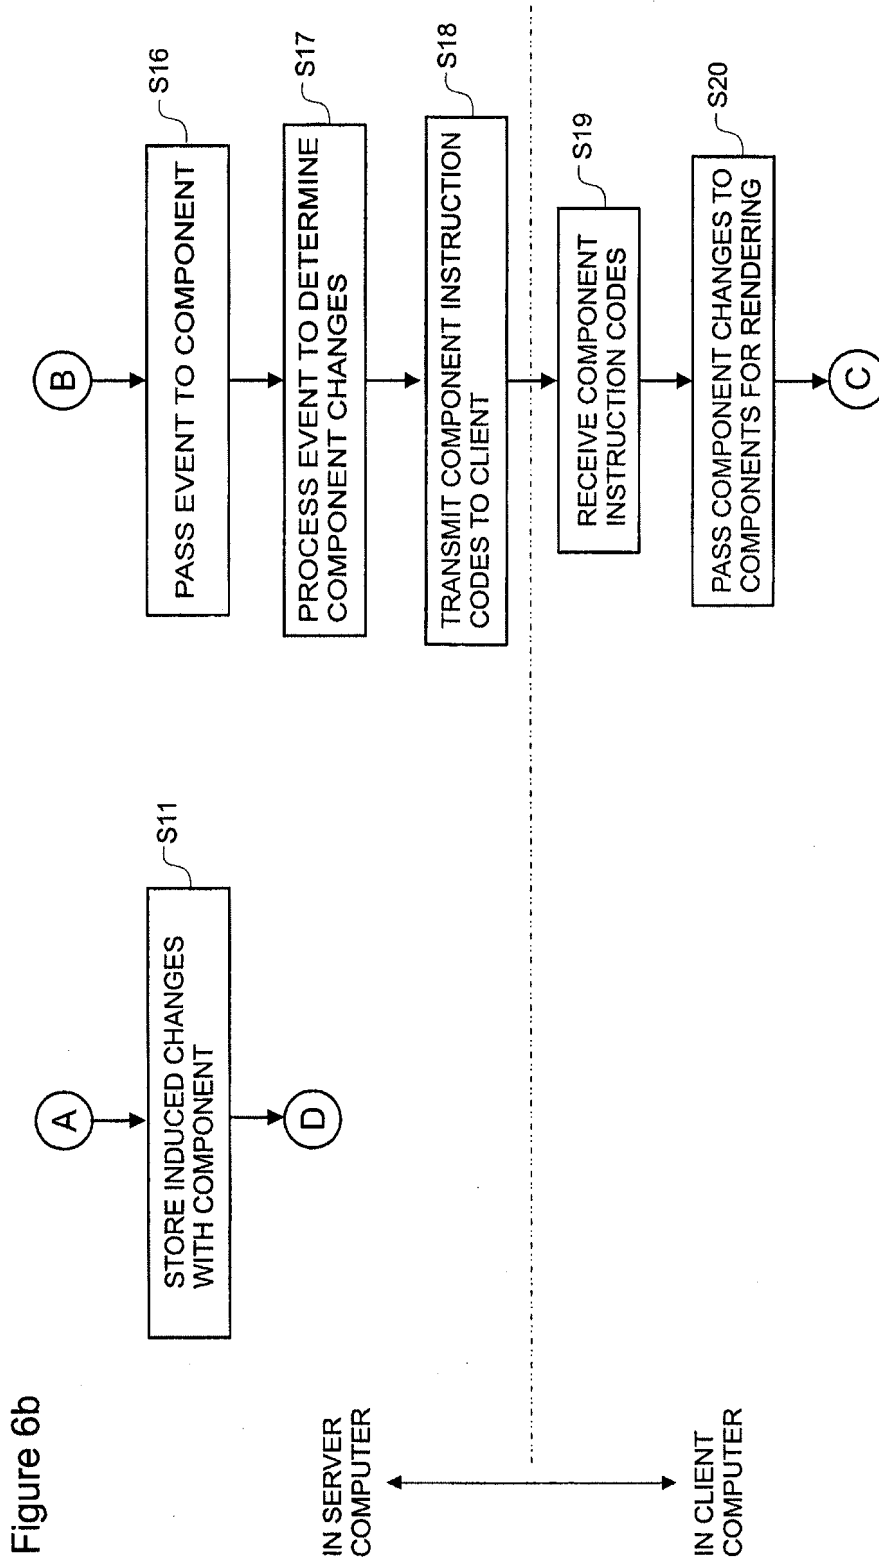 Figure 6b
A
STORE INDUCED CHANGES
WITH COMPONENT
S11
D
B
PASS EVENT TO COMPONENT
S16
PROCESS EVENT TO DETERMINE
COMPONENT CHANGES
S17
TRANSMIT COMPONENT INSTRUCTION
CODES TO CLIENT
S18
IN SERVER
COMPUTER
IN CLIENT
COMPUTER
RECEIVE COMPONENT
INSTRUCTION CODES
S19
PASS COMPONENT CHANGES TO
COMPONENTS FOR RENDERING
S20
C